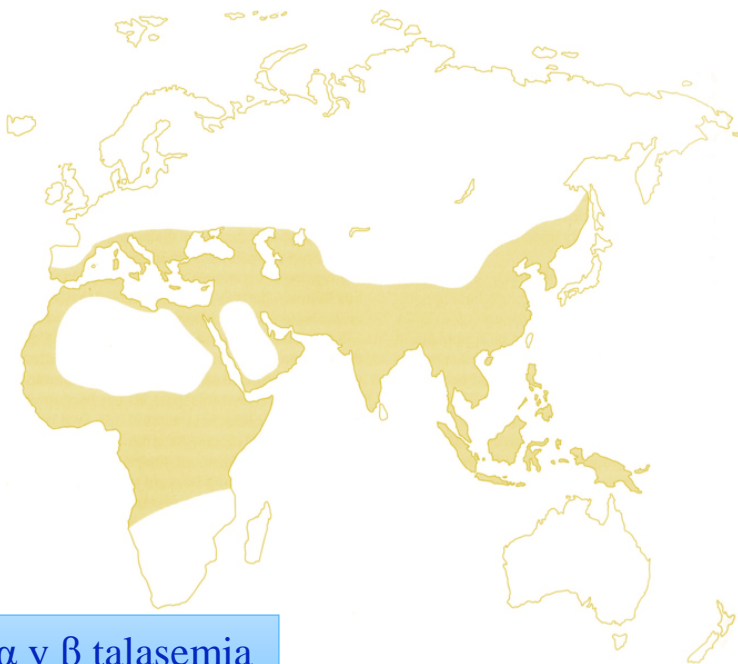 α y β talasemia